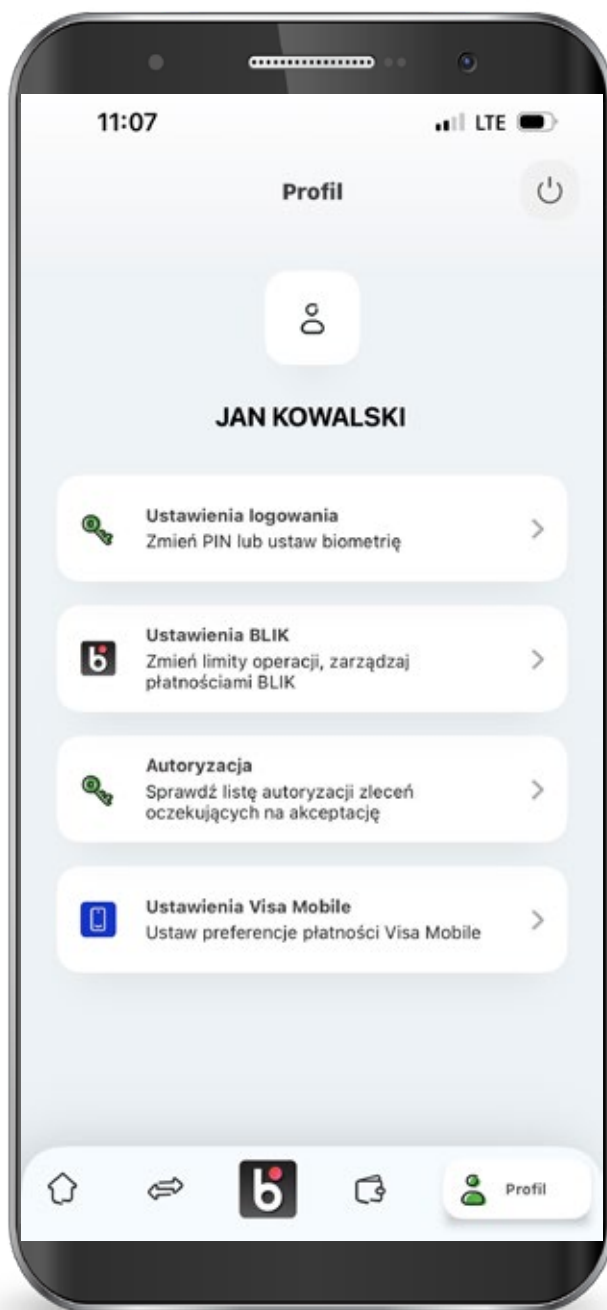 11:07
LTE
Profil
JAN KOWALSKI
Ustawienia logowania
Zmień PIN lub ustaw biometrię
Ustawienia BLIK
Zmień limity operacji, zarządzaj
płatnościami BLIK
Autoryzacja
Sprawdź listę autoryzacji zleceń
oczekujących na akceptację
Ustawienia Visa Mobile
Ustaw preferencje płatności Visa Mobile
Profil